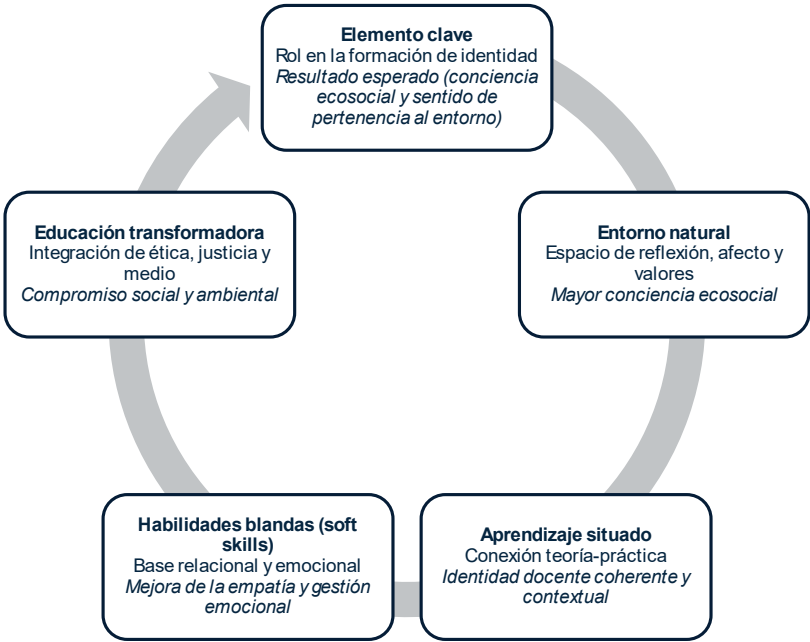 Elemento clave
Rol en la formación de identidad
Resultado esperado (conciencia
ecosocial y sentido de
pertenencia al entorno)
Entorno natural
Espacio de reflexión, afecto y
valores
Mayor conciencia ecosocial
Aprendizaje situado
Conexión teoría-práctica
Identidad docente coherente y
contextual
Habilidades blandas (soft
skills)
Base relacional y emocional
Mejora de la empatía y gestión
emocional
Educación transformadora
Integración de ética, justicia y
medio
Compromiso social y ambiental